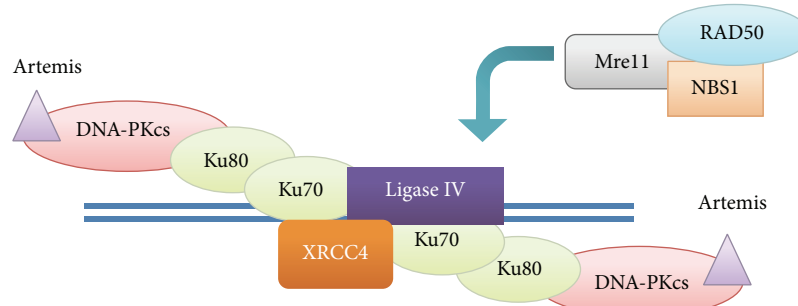 RAD50
Mre11
NBS1
Artemis
DNA-PKcs
Ku80
Ku70
Ligase IV
Artemis
XRCC4
Ku70
Ku80
DNA-PKcs